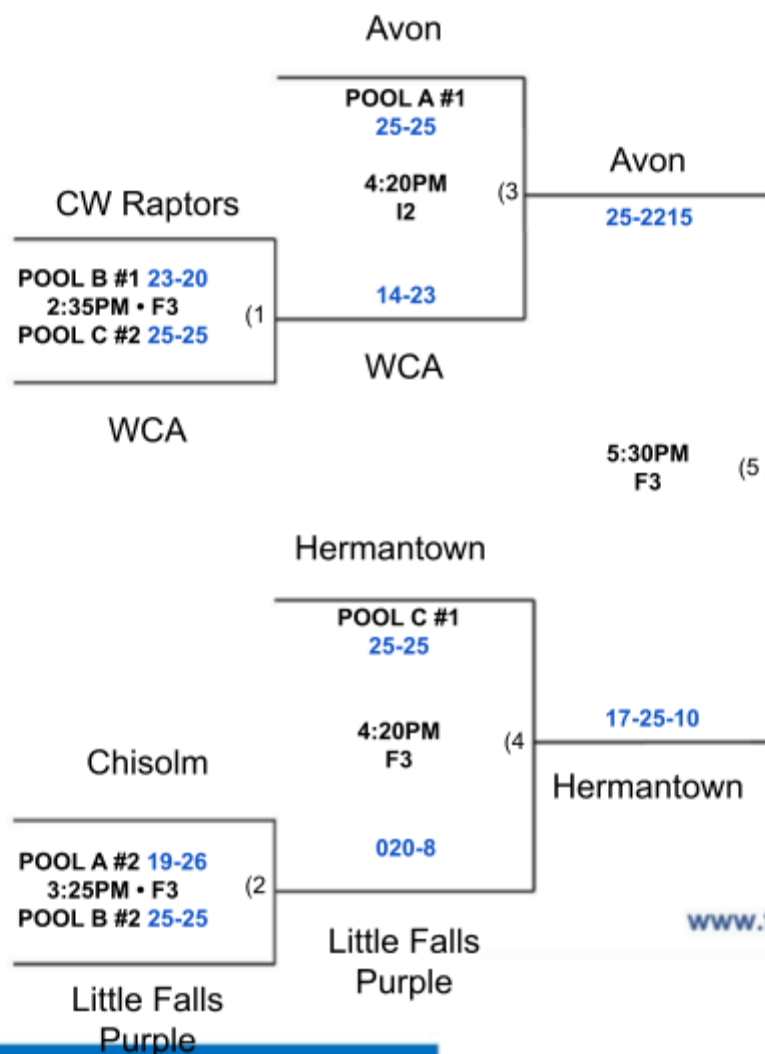 Avon
POOL A #1
25-25
4:20PM
I2
(3
14-23
WCA
CW Raptors
POOL B #1 23-20
2:35PM • F3
POOL C #2 25-25
(1
WCA
Avon
25-2215
5:30PM
F3
(5
Hermantown
POOL C #1
25-25
4:20PM
F3
(4
020-8
Little Falls
Purple
Chisolm
POOL A #2 19-26
3:25PM • F3
POOL B #2 25-25
(2
Little Falls
Purple
17-25-10
Hermantown
www.